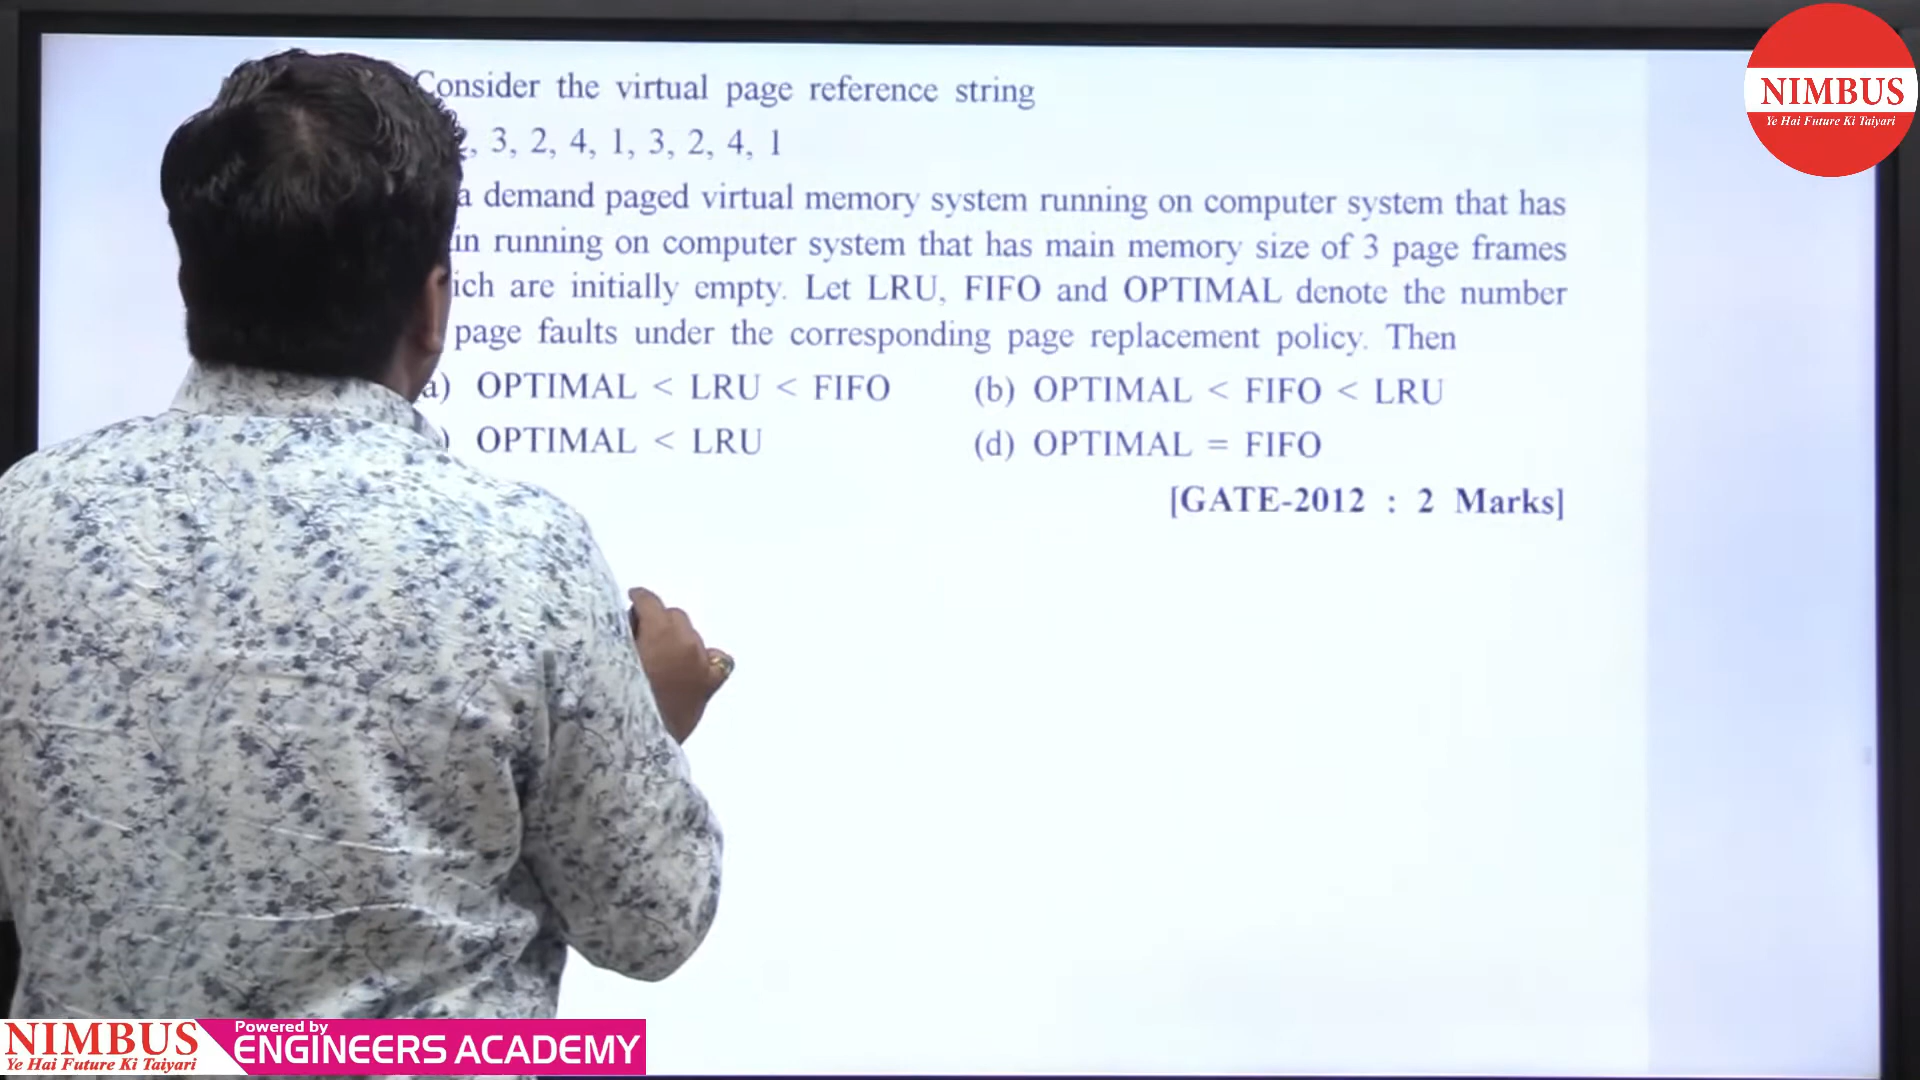 Consider the virtual page reference string
2, 3, 2, 4, 1, 3, 2, 4, 1
a demand paged virtual memory system running on computer system that has
in running on computer system that has main memory size of 3 page frames
ich are initially empty. Let LRU, FIFO and OPTIMAL denote the number
page faults under the corresponding page replacement policy. Then
a) OPTIMAL < LRU < FIFO (b) OPTIMAL < FIFO < LRU
) OPTIMAL < LRU (d) OPTIMAL = FIFO
[GATE-2012 : 2 Marks]
NIMBUS
Ye Hai Future Ki Taiyari
NIMBUS
Ye Hai Future Ki Taiyari
Powered by
ENGINEERS ACADEMY